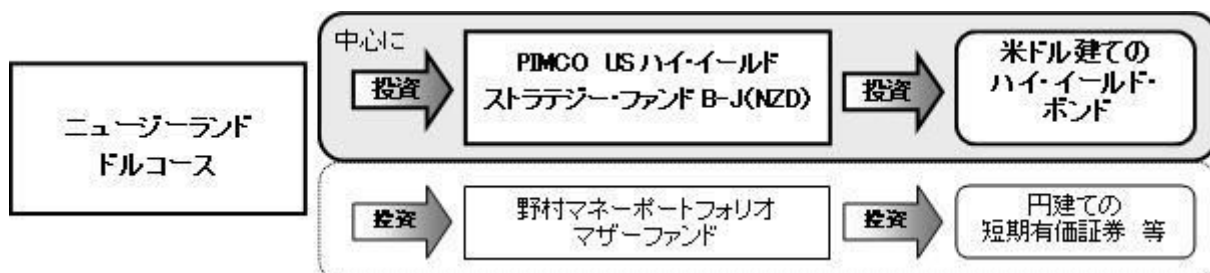 中心に
ニュージーランド
ドルコース
投資
PIMCO US ハイ・イールド
ストラテジー・ファンド B-J(NZD)
投資
米ドル建ての
ハイ・イールド・
ボンド
投資
野村マネーポートフォリオ
マザーファンド
投資
円建ての
短期有価証券 等